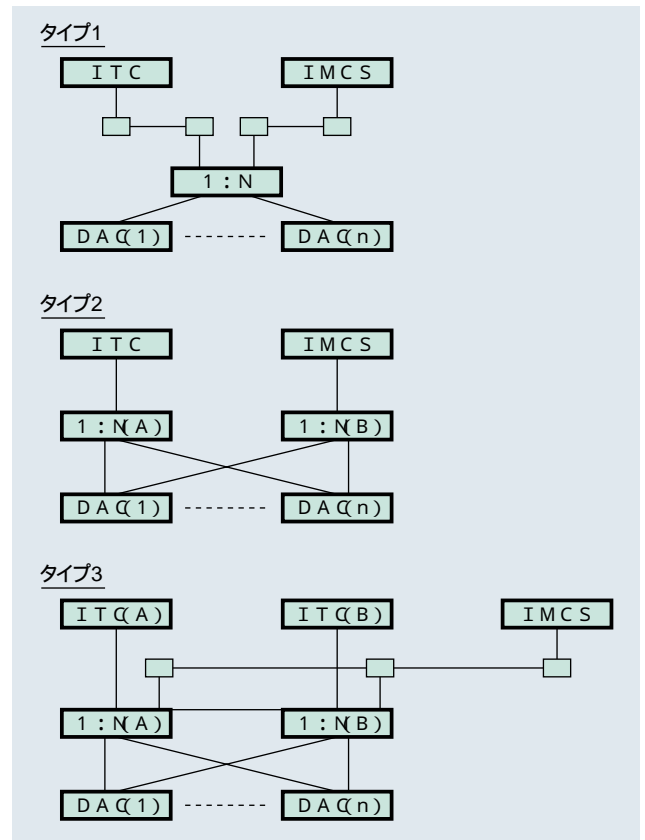 タイプ1
ITC IMCS
1:N
DAC(1) DAC(n)
タイプ2
ITC IMCS
1:N(A) 1:N(B)
DAC(1) DAC(n)
タイプ3
ITC(A) ITC(B) IMCS
1:N(A) 1:N(B)
DAC(1) DAC(n)